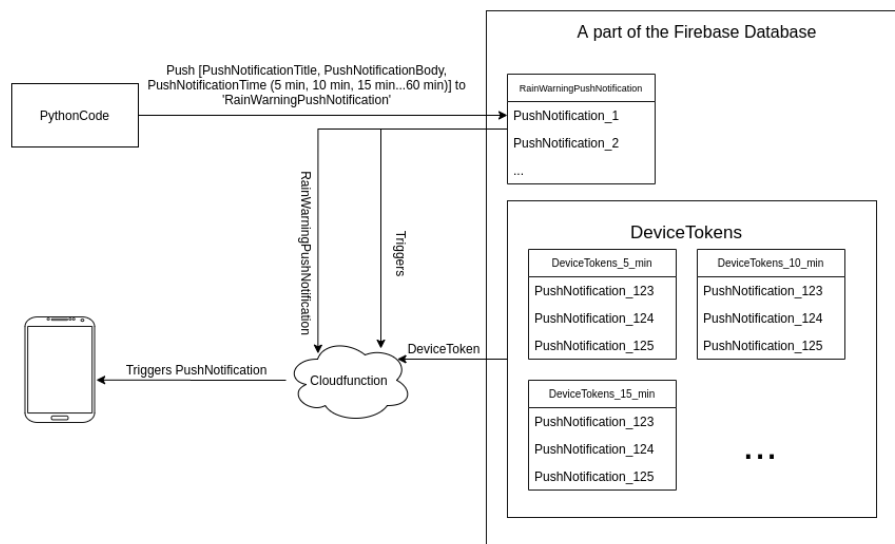 A part of the Firebase Database
Push [PushNotificationTitle, PushNotificationBody,
PushNotificationTime (5 min, 10 min, 15 min...60 min)] to
'RainWarningPushNotification'
PythonCode
RainWarningPushNotification
PushNotification_1
PushNotification_2
...
RainWarningPushNotification
Triggers
DeviceTokens
DeviceTokens_5_min
PushNotification_123
PushNotification_124
PushNotification_125
DeviceTokens_10_min
PushNotification_123
PushNotification_124
PushNotification_125
DeviceToken
Triggers PushNotification
Cloudfunction
DeviceTokens_15_min
PushNotification_123
PushNotification_124
PushNotification_125
...